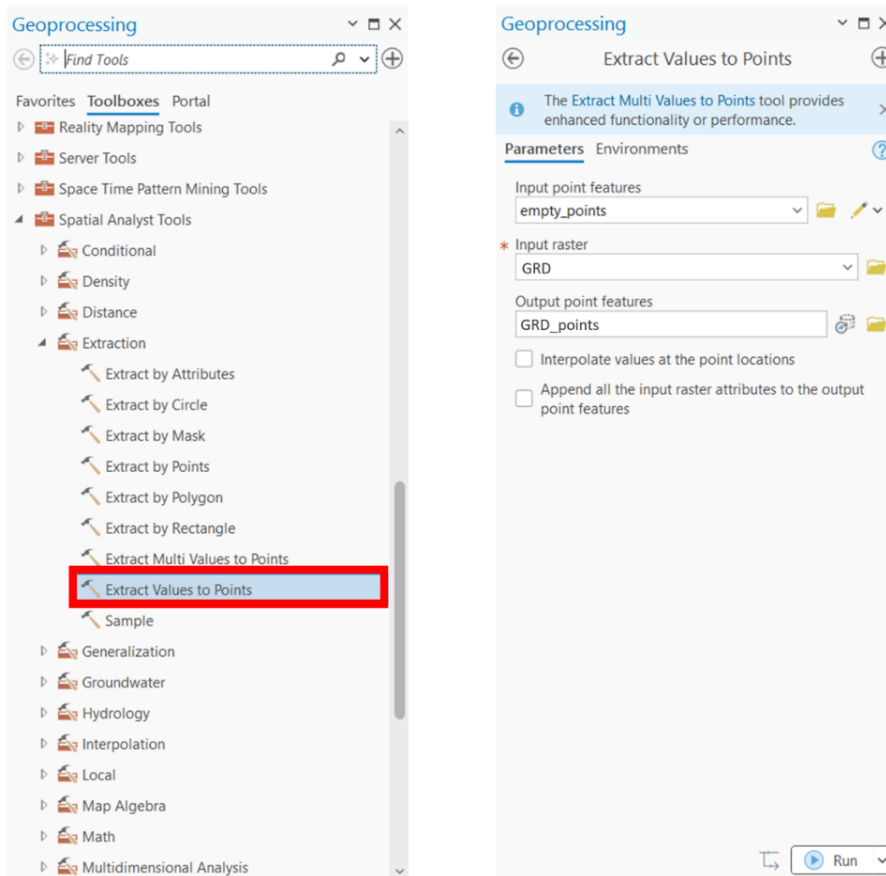 Geoprocessing
Find Tools
Favorites Toolboxes Portal
Reality Mapping Tools
Server Tools
Space Time Pattern Mining Tools
Spatial Analyst Tools
Conditional
Density
Distance
Extraction
Extract by Attributes
Extract by Circle
Extract by Mask
Extract by Points
Extract by Polygon
Extract by Rectangle
Extract Multi Values to Points
Extract Values to Points
Sample
Generalization
Groundwater
Hydrology
Interpolation
Local
Map Algebra
Math
Multidimensional Analysis
Geoprocessing
Extract Values to Points
The Extract Multi Values to Points tool provides
enhanced functionality or performance.
Parameters Environments
Input point features
empty_points
* Input raster
GRD
Output point features
GRD_points
Interpolate values at the point locations
Append all the input raster attributes to the output
point features
Run